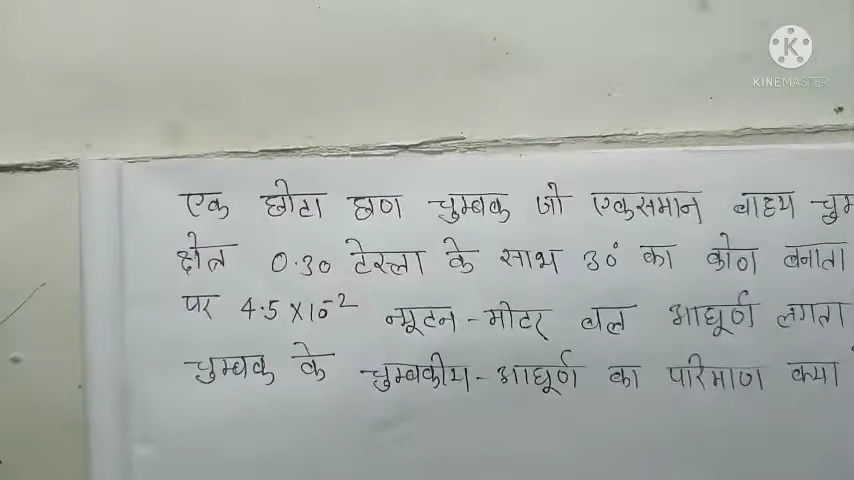 KINEMASTER
एक छोटा छण चुम्बक जो एकसमान बाह्य चुम
क्षेत्र 0.30 टेस्ला के साथ 30° का कोण बनाता
पर 4.5 × 10⁻² न्यूटन - मीटर बल आघूर्ण लगता
चुम्बक के चुम्बकीय - आघूर्ण का परिमाण क्या